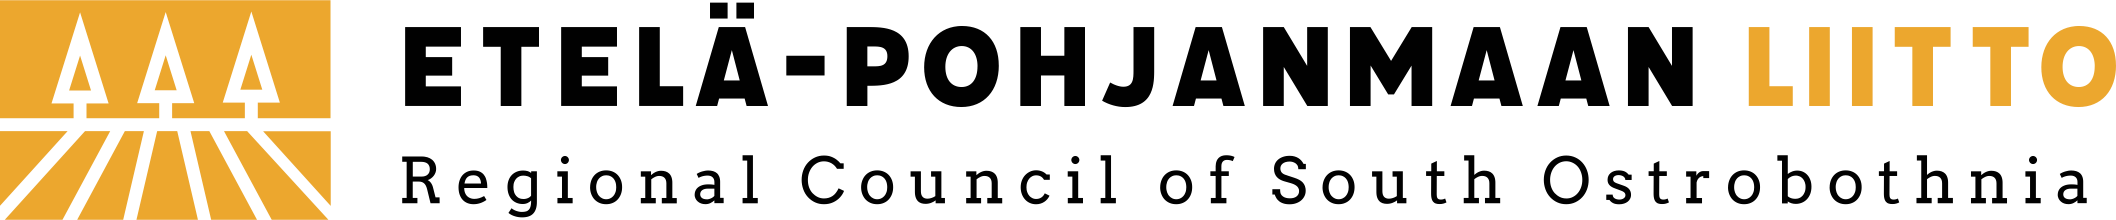 ETELÄ-POHJANMAAN LIITTO
Regional Council of South Ostrobothnia